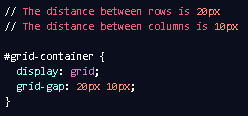 // The distance between rows is 20px
// The distance between columns is 10px
#grid-container {
display: grid;
grid-gap: 20px 10px;
}